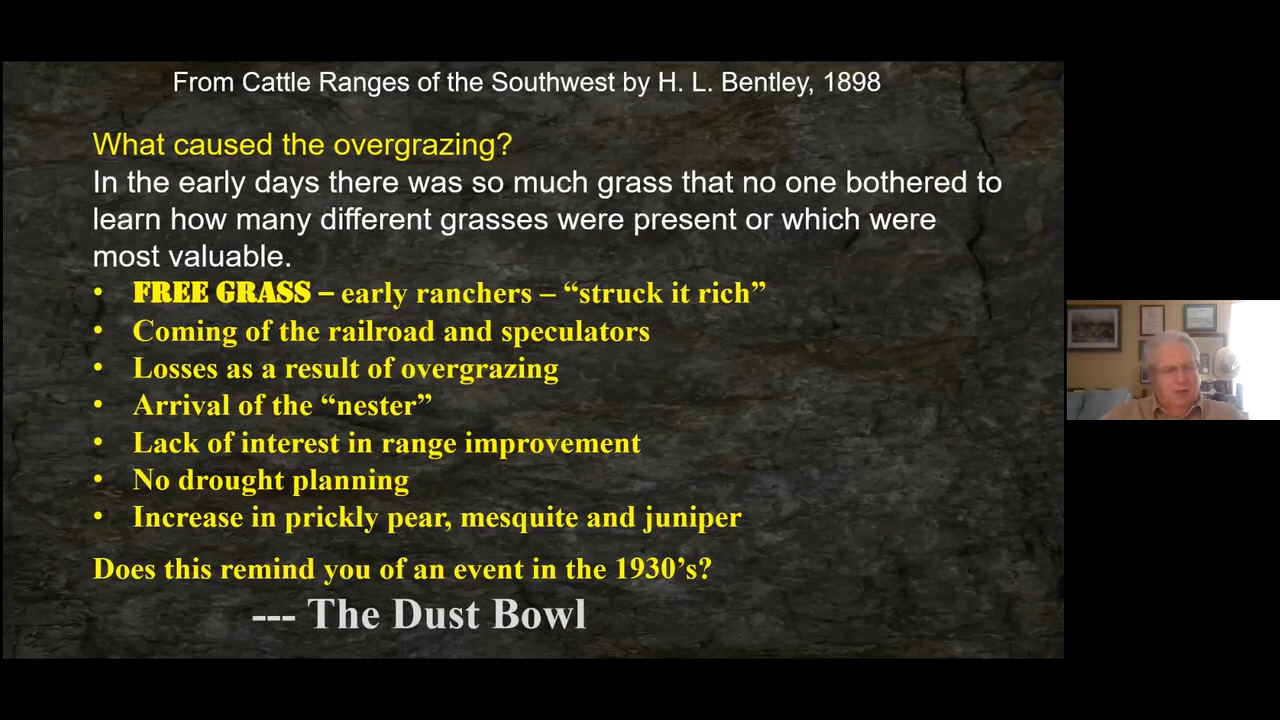 From Cattle Ranges of the Southwest by H. L. Bentley, 1898
What caused the overgrazing?
In the early days there was so much grass that no one bothered to
learn how many different grasses were present or which were
most valuable.
• FREE GRASS – early ranchers – “struck it rich”
• Coming of the railroad and speculators
• Losses as a result of overgrazing
• Arrival of the “nester”
• Lack of interest in range improvement
• No drought planning
• Increase in prickly pear, mesquite and juniper
Does this remind you of an event in the 1930’s?
--- The Dust Bowl